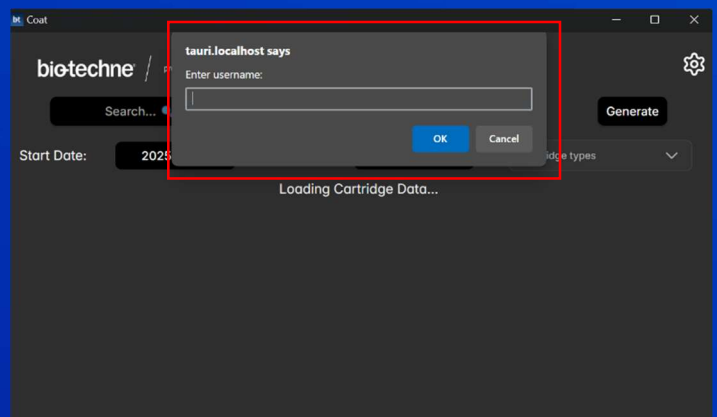 bt Coat
tauri.localhost says
Enter username:
OK Cancel
bio-techne
Search...
Generate
Start Date: 2025
idge types
Loading Cartridge Data...